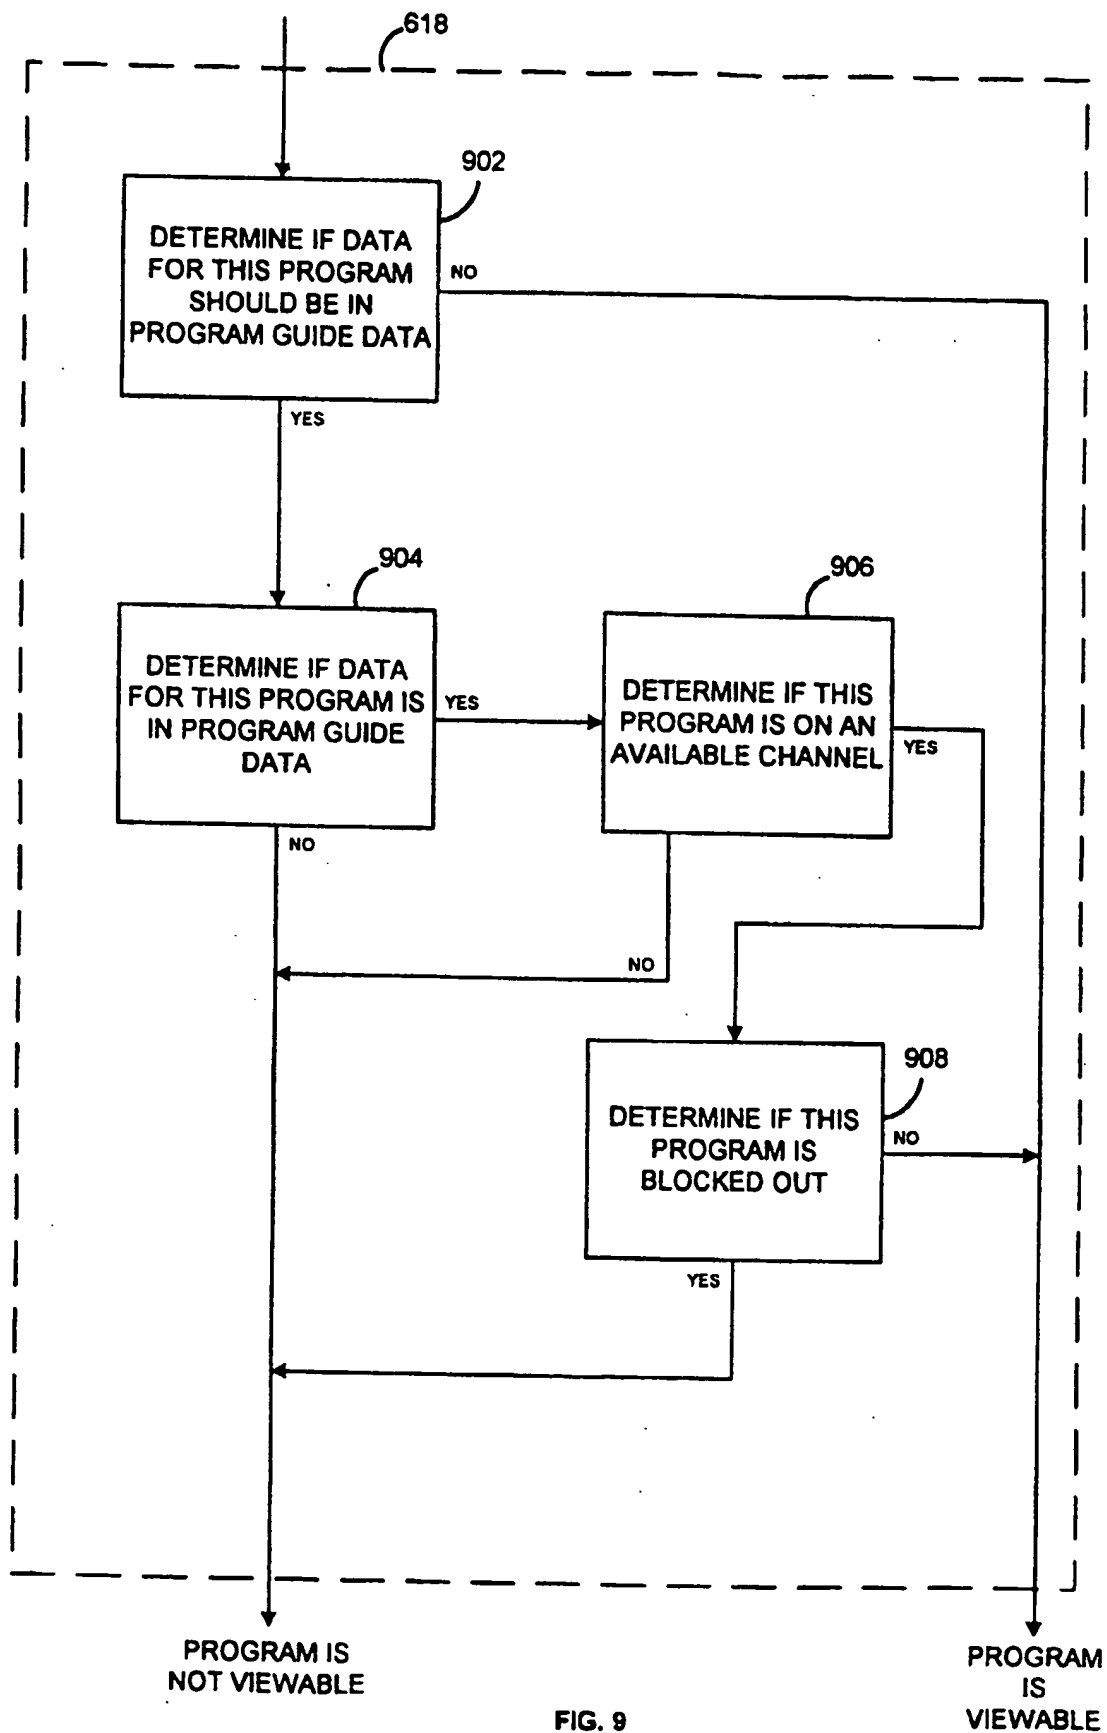 618
902
DETERMINE IF DATA
FOR THIS PROGRAM
SHOULD BE IN
PROGRAM GUIDE DATA
NO
YES
904
DETERMINE IF DATA
FOR THIS PROGRAM IS
IN PROGRAM GUIDE
DATA
YES
NO
906
DETERMINE IF THIS
PROGRAM IS ON AN
AVAILABLE CHANNEL
YES
NO
908
DETERMINE IF THIS
PROGRAM IS
BLOCKED OUT
NO
YES
PROGRAM IS
NOT VIEWABLE
PROGRAM
IS
VIEWABLE
FIG. 9